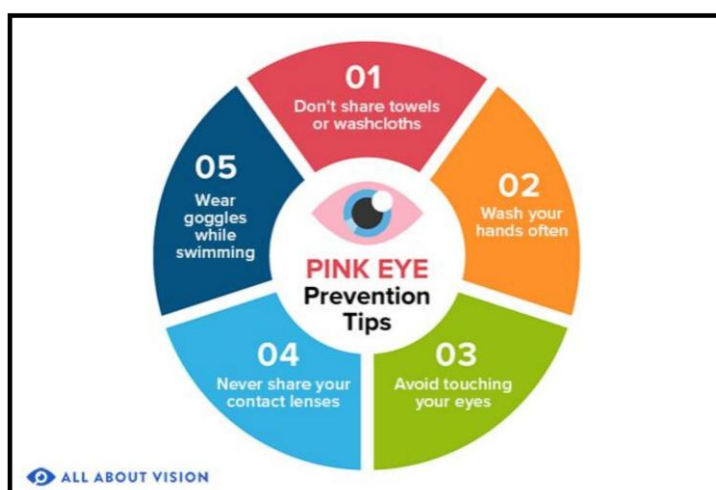 01
Don't share towels
or washcloths
02
Wash your
hands often
03
Avoid touching
your eyes
04
Never share your
contact lenses
05
Wear
goggles
while
swimming
PINK EYE
Prevention
Tips
ALL ABOUT VISION